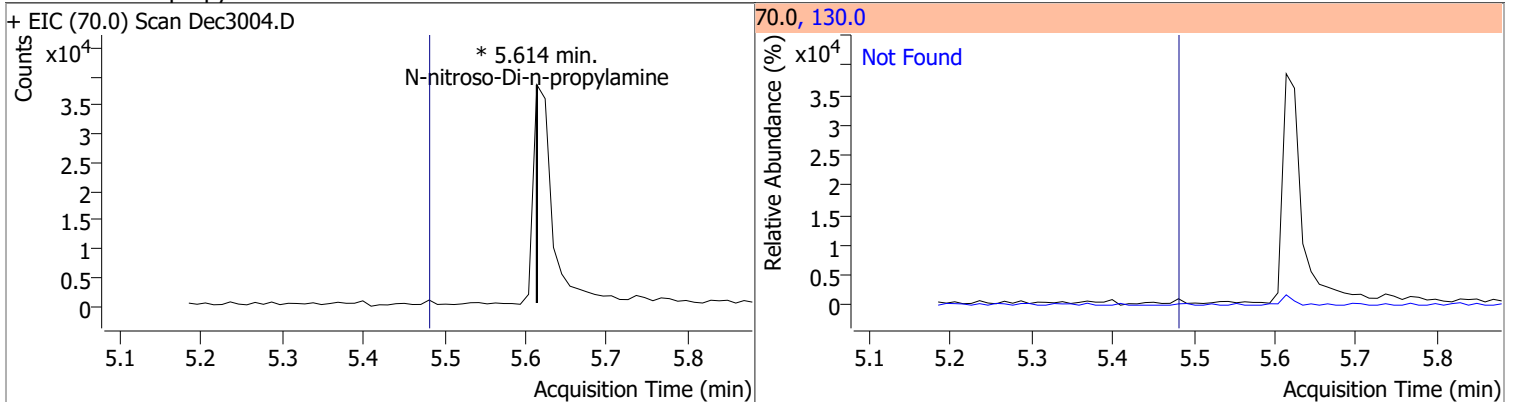 + EIC (70.0) Scan Dec3004.D
Counts
x10⁴
* 5.614 min.
N-nitroso-Di-n-propylamine
3.5
3
2.5
2
1.5
1
0.5
0
5.1 5.2 5.3 5.4 5.5 5.6 5.7 5.8
Acquisition Time (min)
70.0, 130.0
Relative Abundance (%)
x10⁴
Not Found
3.5
3
2.5
2
1.5
1
0.5
0
5.1 5.2 5.3 5.4 5.5 5.6 5.7 5.8
Acquisition Time (min)